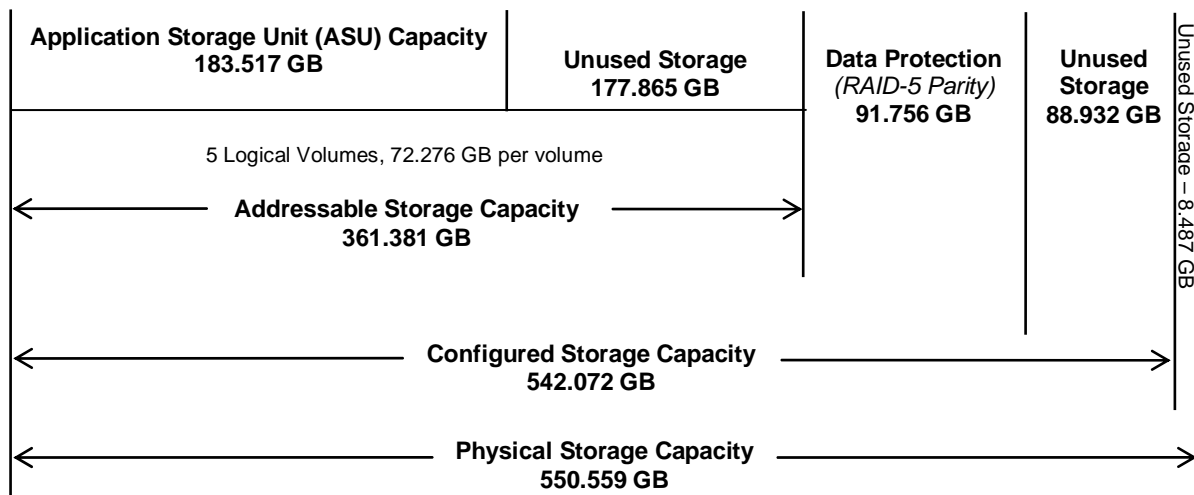 Application Storage Unit (ASU) Capacity
183.517 GB
Unused Storage
177.865 GB
Data Protection
(RAID-5 Parity)
91.756 GB
Unused
Storage
88.932 GB
Unused Storage – 8.487 GB
5 Logical Volumes, 72.276 GB per volume
Addressable Storage Capacity
361.381 GB
Configured Storage Capacity
542.072 GB
Physical Storage Capacity
550.559 GB